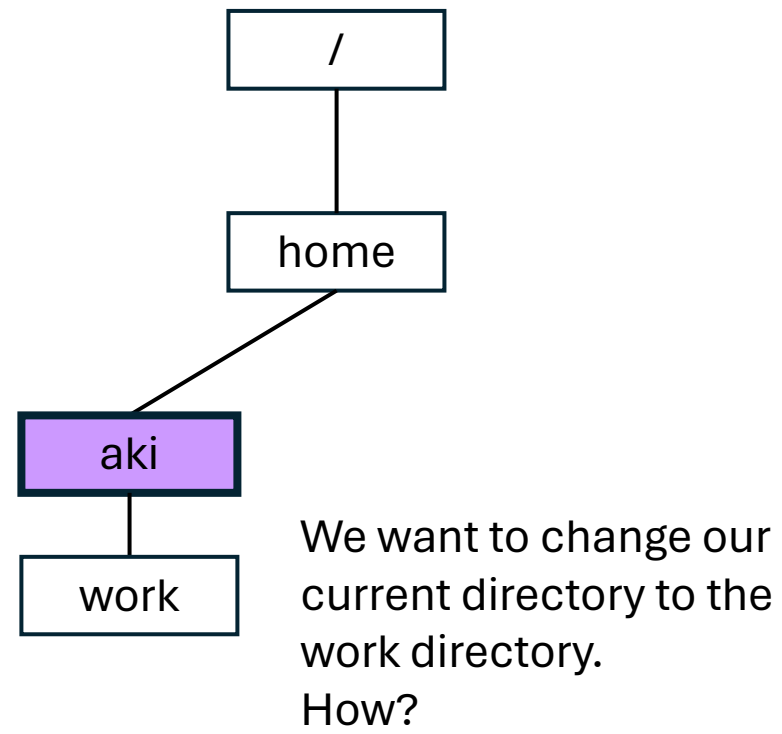 /
home
aki
work
We want to change our
current directory to the
work directory.
How?